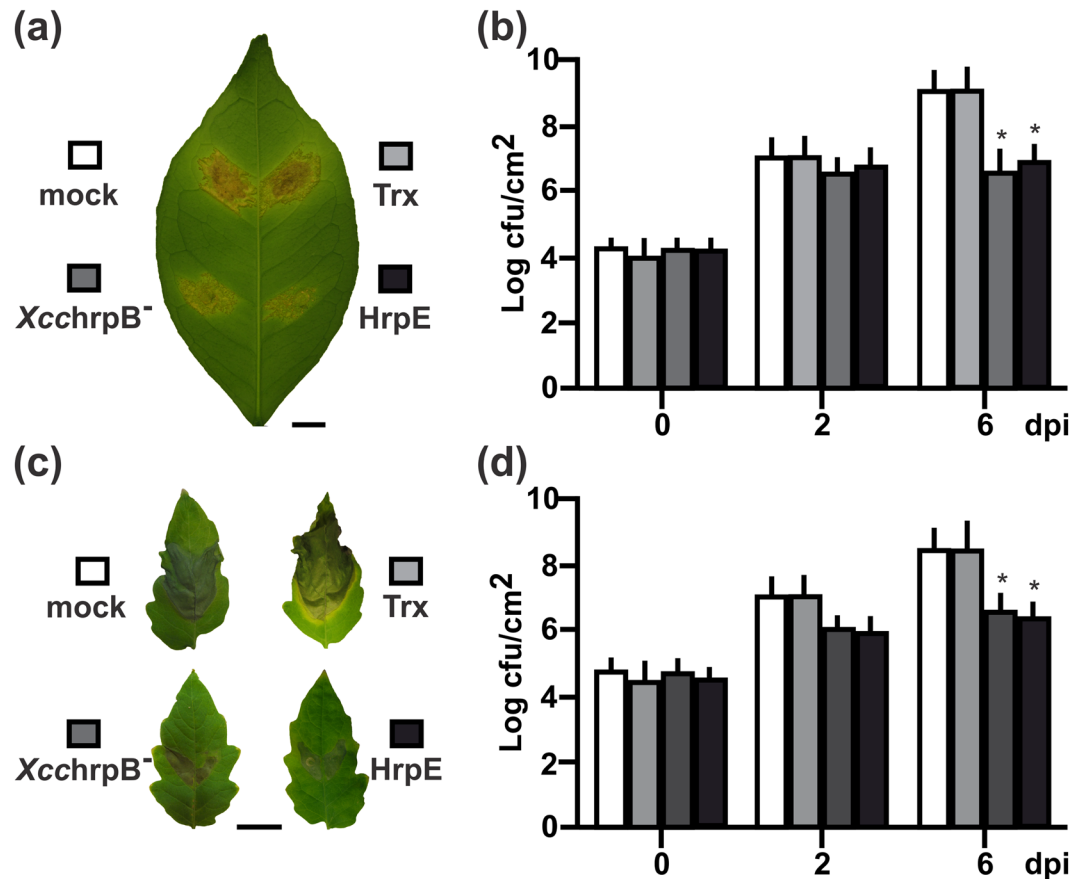 (a)
mock
Trx
XcchrpB-
HrpE
(b)
Log cfu/cm2
10
8
6
4
2
0
* *
0 2 6 dpi
(c)
mock
Trx
XcchrpB-
HrpE
(d)
Log cfu/cm2
10
8
6
4
2
0
* *
0 2 6 dpi